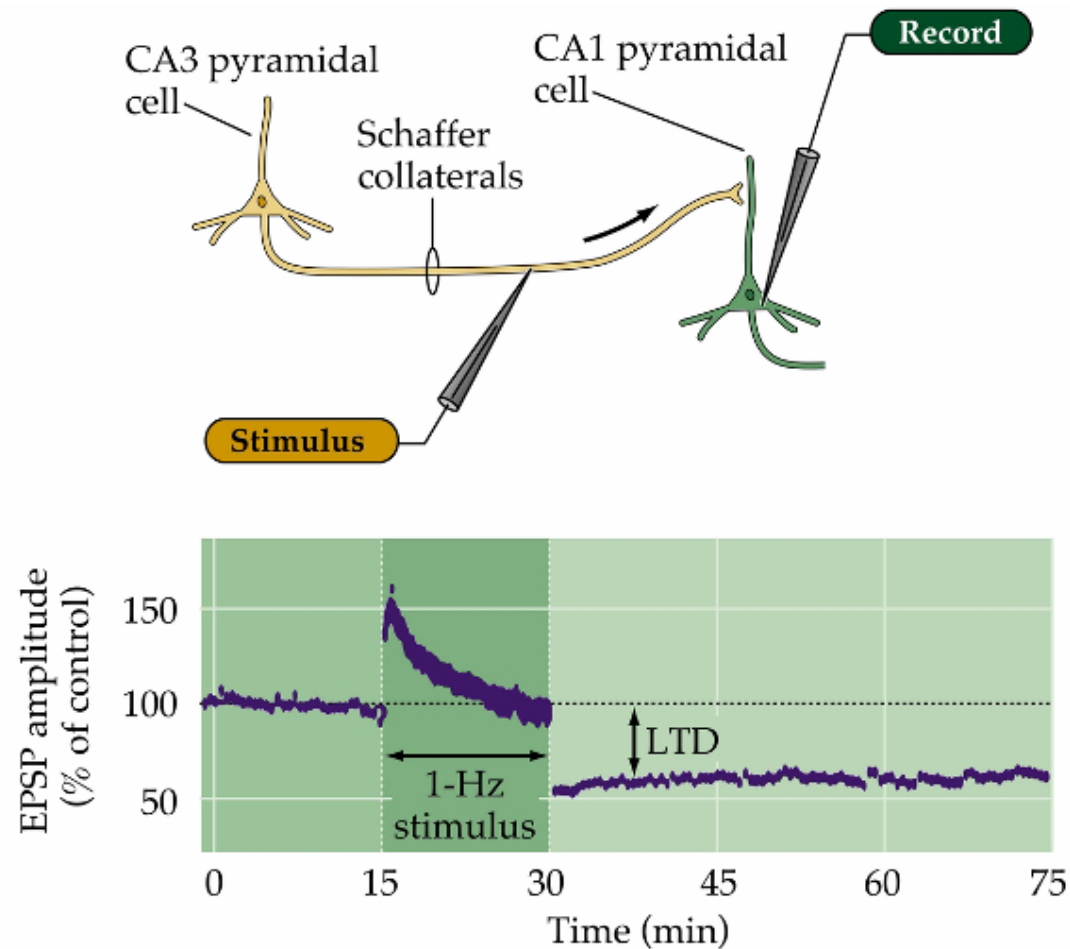 CA3 pyramidal
cell
Schaffer
collaterals
CA1 pyramidal
cell
Record
Stimulus
EPSP amplitude
(% of control)
150
100
50
LTD
1-Hz
stimulus
0 15 30 45 60 75
Time (min)